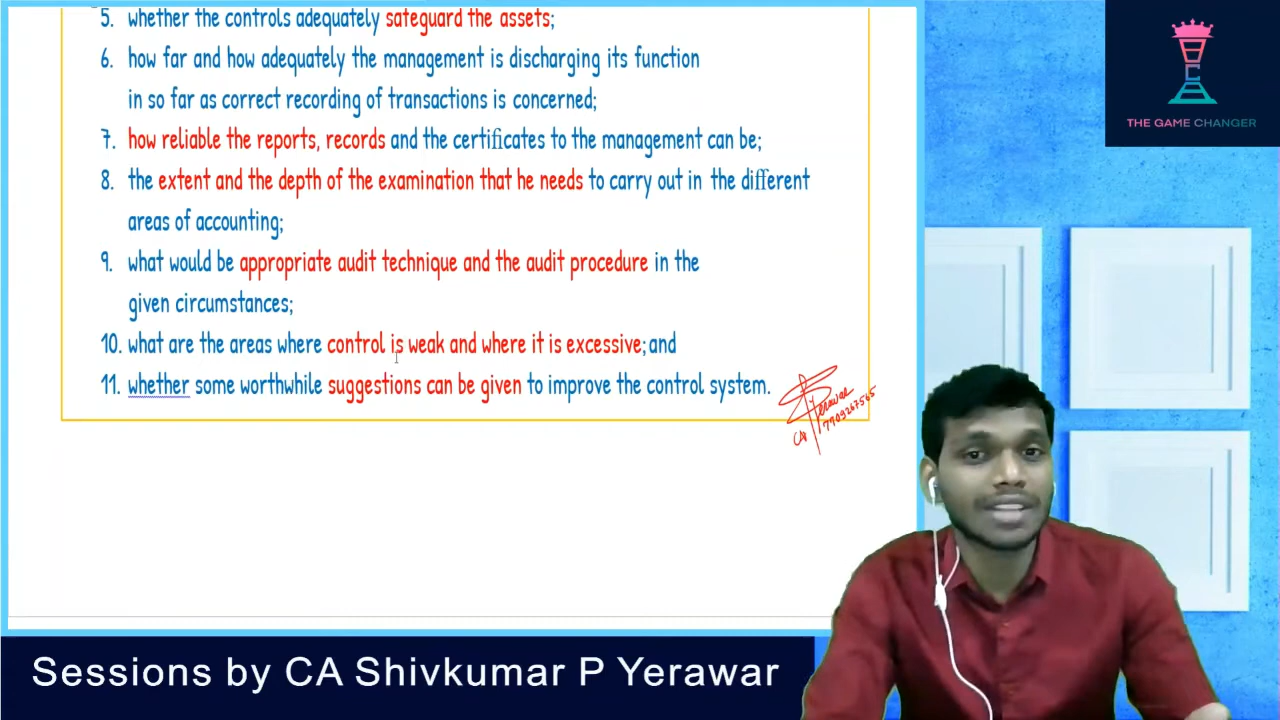 5. whether the controls adequately safeguard the assets;
6. how far and how adequately the management is discharging its function
in so far as correct recording of transactions is concerned;
7. how reliable the reports, records and the certificates to the management can be;
8. the extent and the depth of the examination that he needs to carry out in the different
areas of accounting;
9. what would be appropriate audit technique and the audit procedure in the
given circumstances;
10. what are the areas where control is weak and where it is excessive; and
11. whether some worthwhile suggestions can be given to improve the control system.
Yerawar
CA 7709267565
THE GAME CHANGER
Sessions by CA Shivkumar P Yerawar